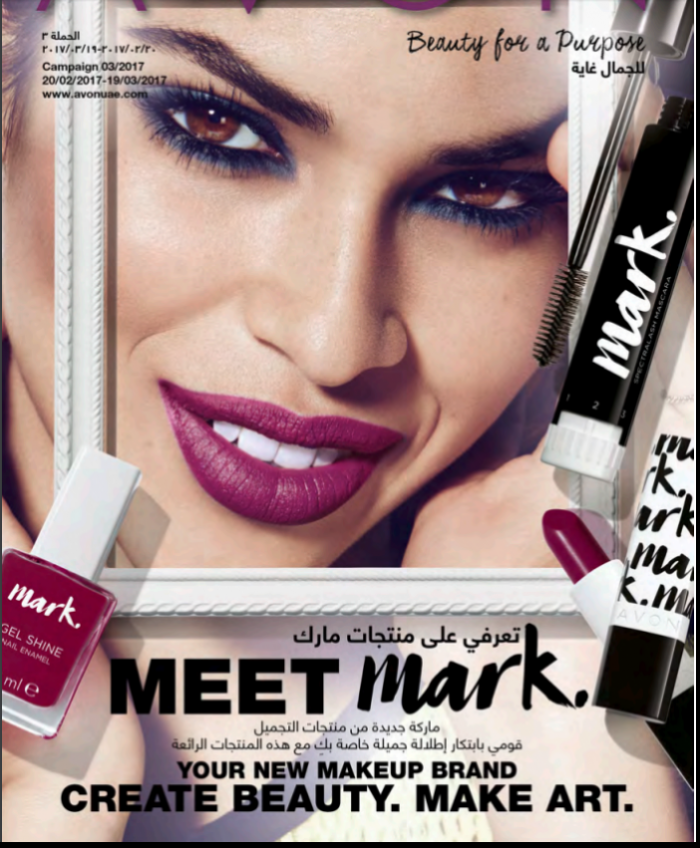 AVON
الحملة ٣
٢٠١٧/٠٣/١٩-٢٠١٧/٠٢/٢٠
Campaign 03/2017
20/02/2017-19/03/2017
www.avonuae.com
Beauty for a Purpose
للجمال غاية
mark.
SPECTRALASH MASCARA
1 2
mark.
GEL SHINE
NAIL ENAMEL
ml e
AVON
تعرفي على منتجات مارك
MEET mark.
ماركة جديدة من منتجات التجميل
قومي بابتكار إطلالة جميلة خاصة بكِ مع هذه المنتجات الرائعة
YOUR NEW MAKEUP BRAND
CREATE BEAUTY. MAKE ART.